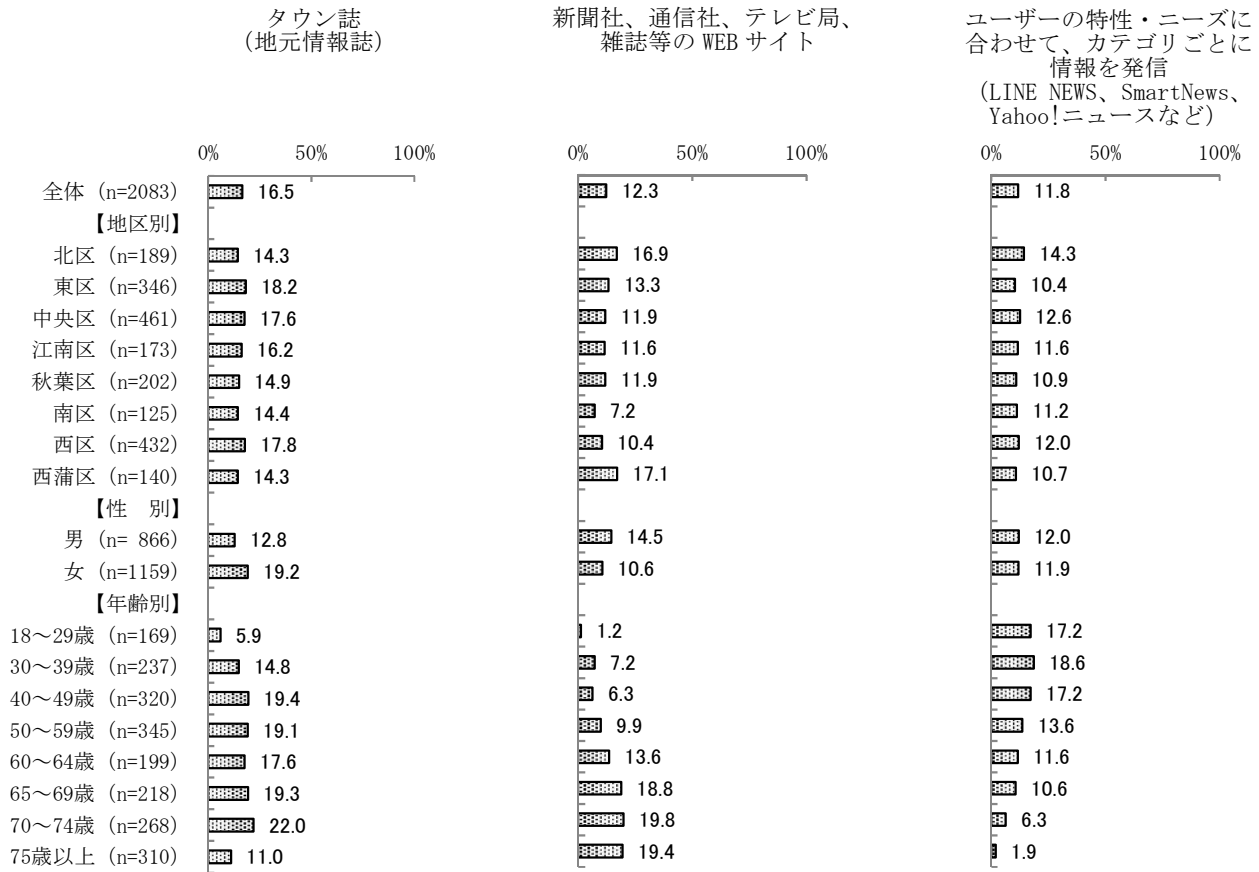 タウン誌
（地元情報誌）
新聞社、通信社、テレビ局、
雑誌等の WEB サイト
ユーザーの特性・ニーズに
合わせて、カテゴリごとに
情報を発信
（LINE NEWS、SmartNews、
Yahoo!ニュースなど）
0% 50% 100% 0% 50% 100% 0% 50% 100%
全体 (n=2083) 16.5 12.3 11.8
【地区別】
北区 (n=189) 14.3 16.9 14.3
東区 (n=346) 18.2 13.3 10.4
中央区 (n=461) 17.6 11.9 12.6
江南区 (n=173) 16.2 11.6 11.6
秋葉区 (n=202) 14.9 11.9 10.9
南区 (n=125) 14.4 7.2 11.2
西区 (n=432) 17.8 10.4 12.0
西蒲区 (n=140) 14.3 17.1 10.7
【性　別】
男 (n= 866) 12.8 14.5 12.0
女 (n=1159) 19.2 10.6 11.9
【年齢別】
18～29歳 (n=169) 5.9 1.2 17.2
30～39歳 (n=237) 14.8 7.2 18.6
40～49歳 (n=320) 19.4 6.3 17.2
50～59歳 (n=345) 19.1 9.9 13.6
60～64歳 (n=199) 17.6 13.6 11.6
65～69歳 (n=218) 19.3 18.8 10.6
70～74歳 (n=268) 22.0 19.8 6.3
75歳以上 (n=310) 11.0 19.4 1.9